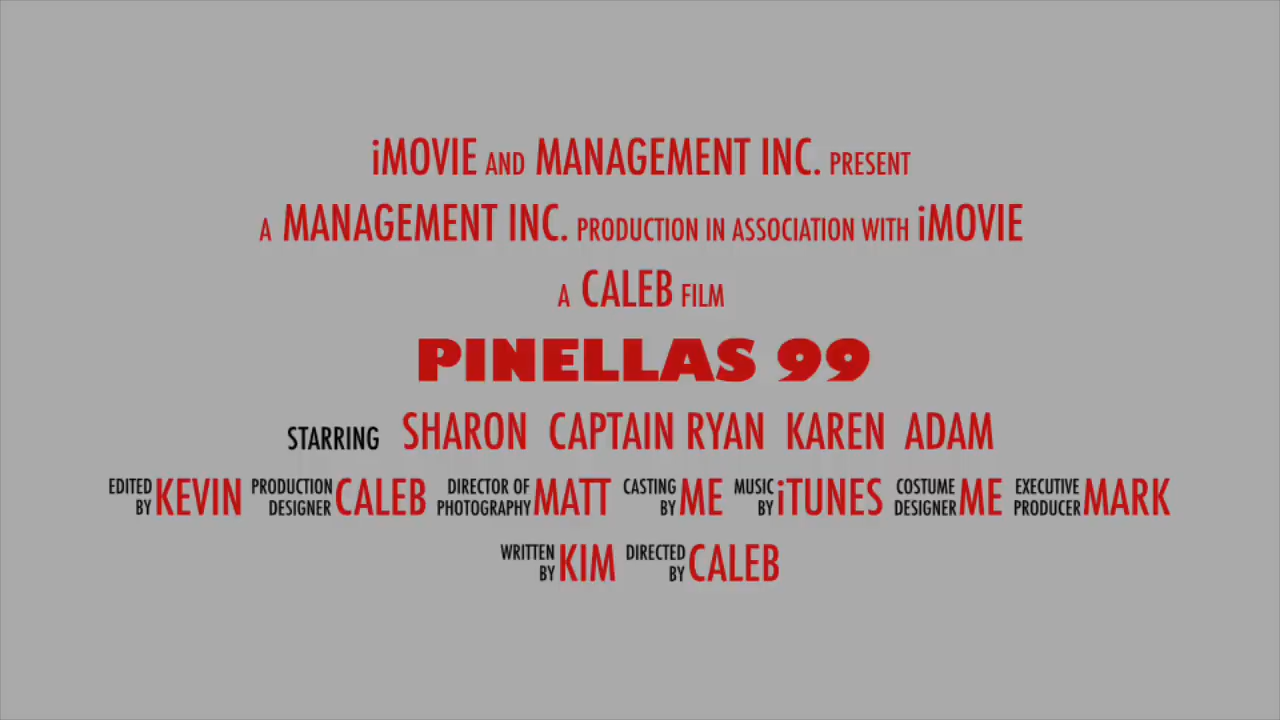 iMOVIE AND MANAGEMENT INC. PRESENT
A MANAGEMENT INC. PRODUCTION IN ASSOCIATION WITH iMOVIE
A CALEB FILM
PINELLAS 99
STARRING SHARON CAPTAIN RYAN KAREN ADAM
EDITED BY KEVIN PRODUCTION DESIGNER CALEB DIRECTOR OF PHOTOGRAPHY MATT CASTING BY ME MUSIC BY iTUNES COSTUME DESIGNER ME EXECUTIVE PRODUCER MARK
WRITTEN BY KIM DIRECTED BY CALEB